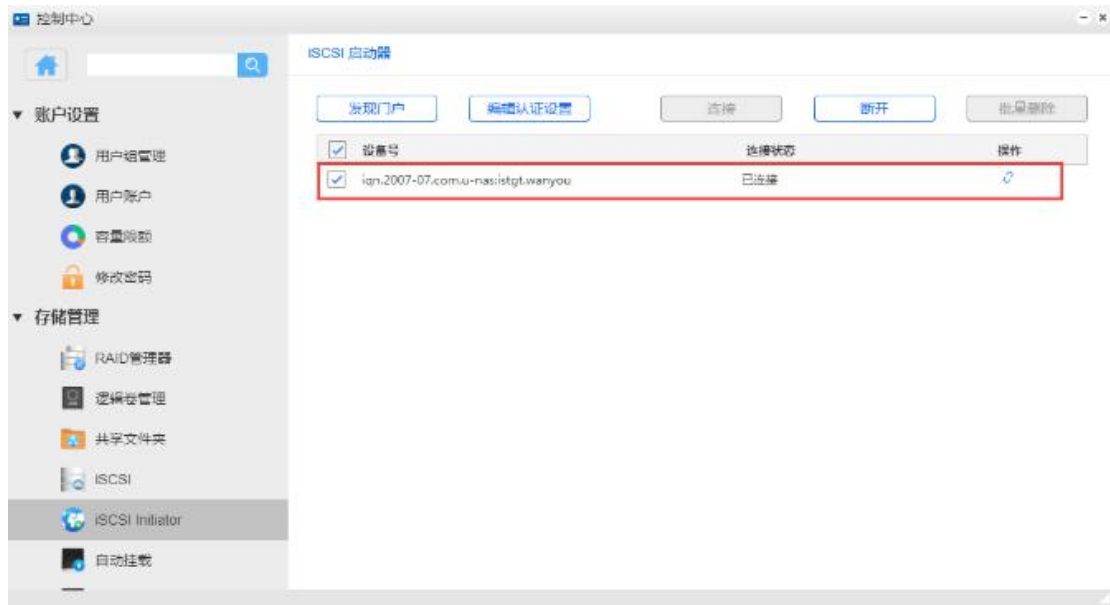 控制中心
账户设置
用户组管理
用户账户
容量限额
修改密码
存储管理
RAID管理器
逻辑卷管理
共享文件夹
iSCSI
iSCSI Initiator
自动挂载
iSCSI 启动器
发现门户 编辑认证设置 连接 断开 批量删除
设备号 连接状态 操作
iqn.2007-07.com.u-nas:istgt.wanyou 已连接